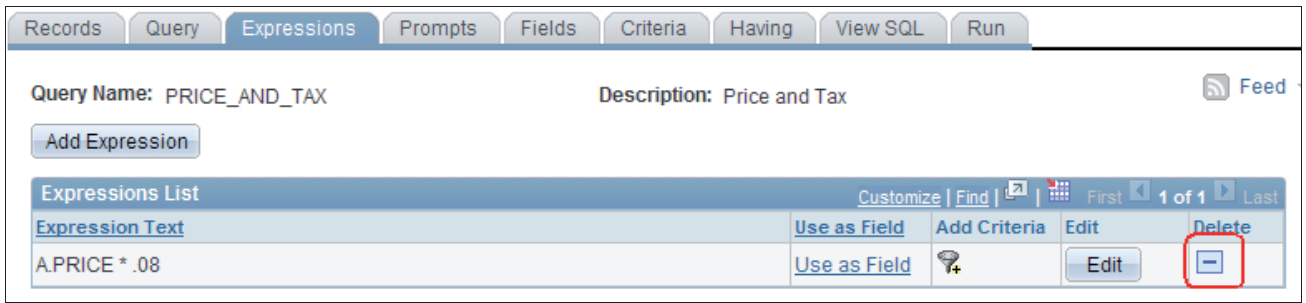 Records Query Expressions Prompts Fields Criteria Having View SQL Run
Query Name: PRICE_AND_TAX Description: Price and Tax Feed
Add Expression
Expressions List Customize | Find | | First 1 of 1 Last
Expression Text Use as Field Add Criteria Edit Delete
A.PRICE * .08 Use as Field Edit